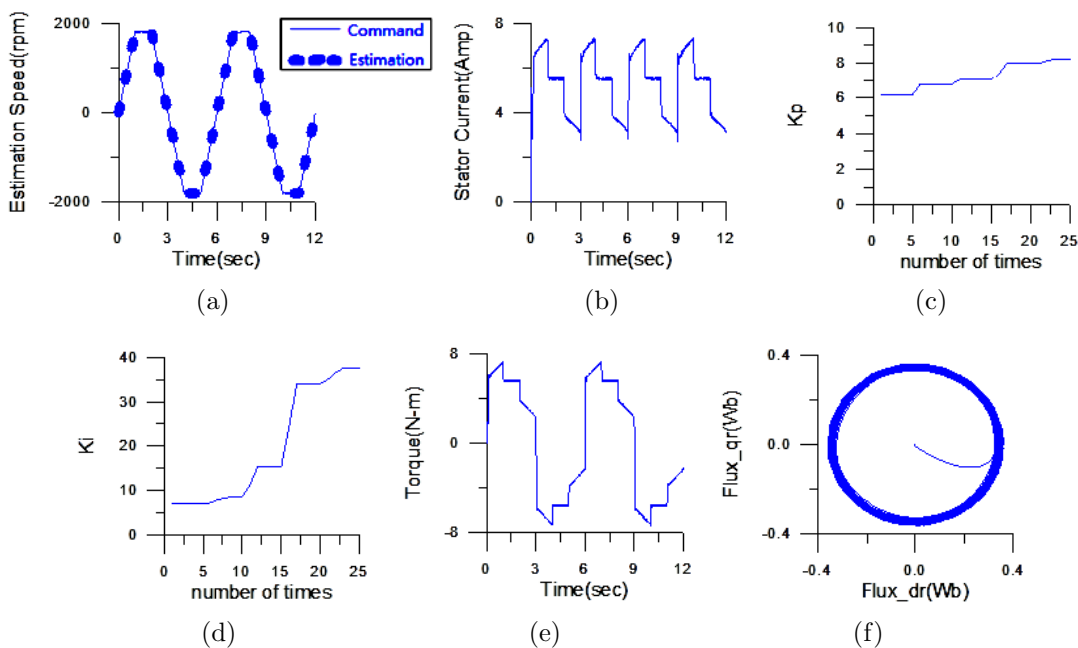 Estimation Speed(rpm)
2000
0
-2000
0 3 6 9 12
Time(sec)
Command
Estimation
(a)
Stator Current(Amp)
8
4
0
0 3 6 9 12
Time(sec)
(b)
Kp
10
8
6
4
2
0
0 5 10 15 20 25
number of times
(c)
Ki
40
30
20
10
0
0 5 10 15 20 25
number of times
(d)
Torque(N-m)
8
0
-8
0 3 6 9 12
Time(sec)
(e)
Flux_qr(Wb)
0.4
0.0
-0.4
-0.4 0.0 0.4
Flux_dr(Wb)
(f)